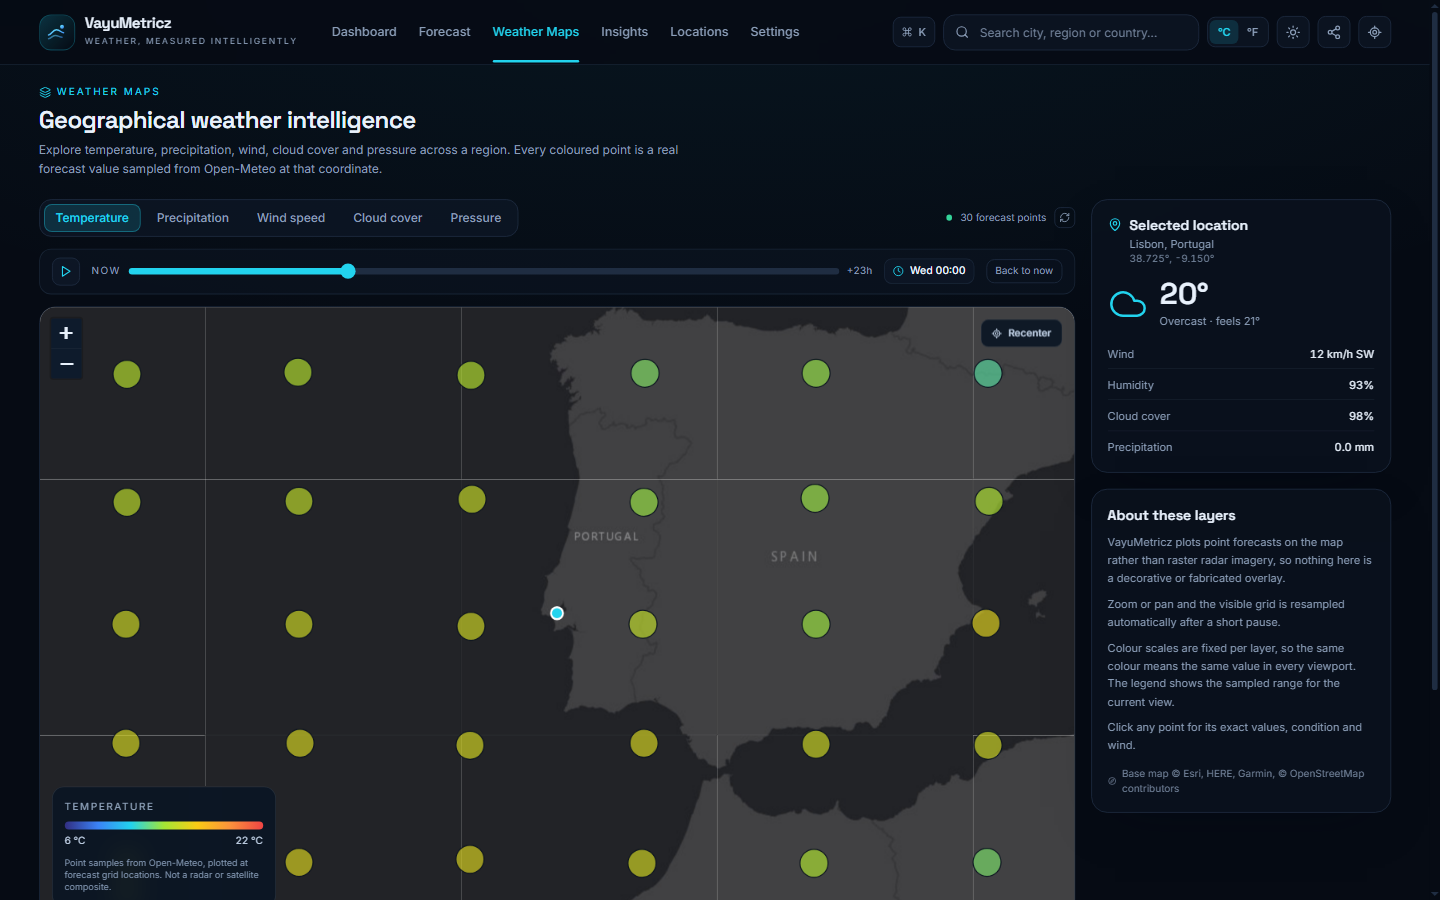 VayuMetricz
WEATHER, MEASURED INTELLIGENTLY
Dashboard
Forecast
Weather Maps
Insights
Locations
Settings
⌘ K
Search city, region or country...
°C
°F
WEATHER MAPS
Geographical weather intelligence
Explore temperature, precipitation, wind, cloud cover and pressure across a region. Every coloured point is a real
forecast value sampled from Open-Meteo at that coordinate.
Temperature
Precipitation
Wind speed
Cloud cover
Pressure
30 forecast points
NOW
+23h
Wed 00:00
Back to now
+
−
Recenter
PORTUGAL
SPAIN
TEMPERATURE
6 °C
22 °C
Point samples from Open-Meteo, plotted at
forecast grid locations. Not a radar or satellite
composite.
Selected location
Lisbon, Portugal
38.725°, -9.150°
20°
Overcast · feels 21°
Wind
12 km/h SW
Humidity
93%
Cloud cover
98%
Precipitation
0.0 mm
About these layers
VayuMetricz plots point forecasts on the map
rather than raster radar imagery, so nothing here is
a decorative or fabricated overlay.
Zoom or pan and the visible grid is resampled
automatically after a short pause.
Colour scales are fixed per layer, so the same
colour means the same value in every viewport.
The legend shows the sampled range for the
current view.
Click any point for its exact values, condition and
wind.
Base map © Esri, HERE, Garmin, © OpenStreetMap
contributors